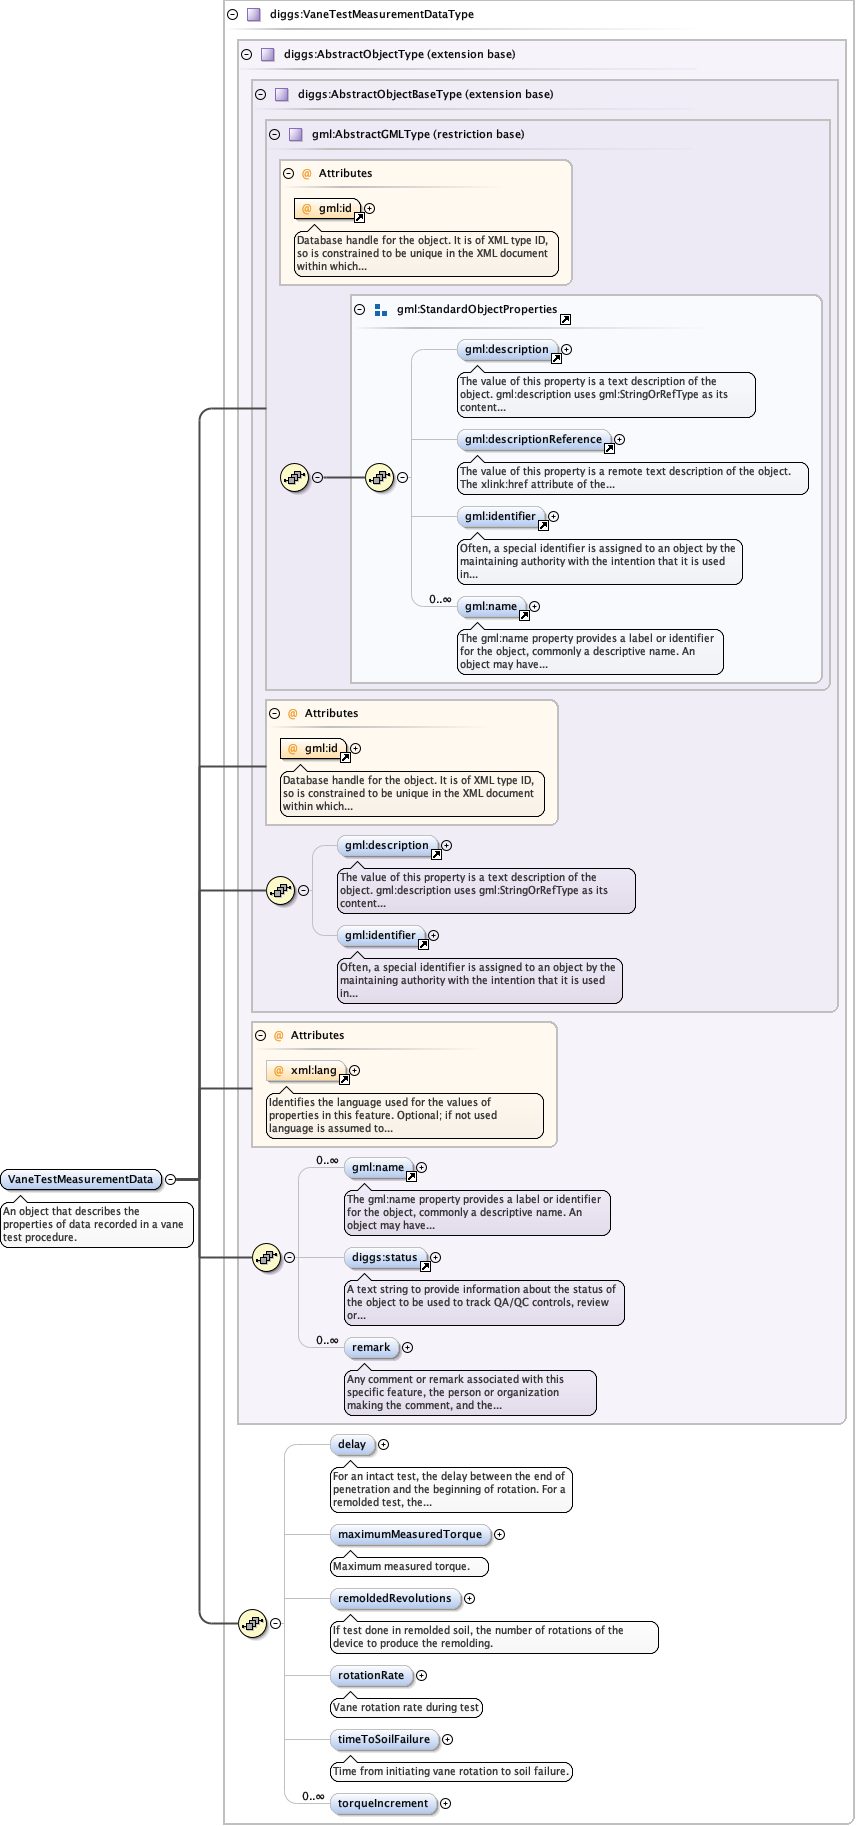 diggs:VaneTestMeasurementDataType
diggs:AbstractObjectType (extension base)
diggs:AbstractObjectBaseType (extension base)
gml:AbstractGMLType (restriction base)
@ Attributes
@ gml:id
Database handle for the object. It is of XML type ID,
so is constrained to be unique in the XML document
within which...
gml:StandardObjectProperties
gml:description
The value of this property is a text description of the
object. gml:description uses gml:StringOrRefType as its
content...
gml:descriptionReference
The value of this property is a remote text description of the object.
The xlink:href attribute of the...
gml:identifier
Often, a special identifier is assigned to an object by the
maintaining authority with the intention that it is used
in...
0..∞
gml:name
The gml:name property provides a label or identifier
for the object, commonly a descriptive name. An
object may have...
@ Attributes
@ gml:id
Database handle for the object. It is of XML type ID,
so is constrained to be unique in the XML document
within which...
gml:description
The value of this property is a text description of the
object. gml:description uses gml:StringOrRefType as its
content...
gml:identifier
Often, a special identifier is assigned to an object by the
maintaining authority with the intention that it is used
in...
@ Attributes
@ xml:lang
Identifies the language used for the values of
properties in this feature. Optional; if not used
language is assumed to...
VaneTestMeasurementData
An object that describes the
properties of data recorded in a vane
test procedure.
0..∞
gml:name
The gml:name property provides a label or identifier
for the object, commonly a descriptive name. An
object may have...
diggs:status
A text string to provide information about the status of
the object to be used to track QA/QC controls, review
or...
0..∞
remark
Any comment or remark associated with this
specific feature, the person or organization
making the comment, and the...
delay
For an intact test, the delay between the end of
penetration and the beginning of rotation. For a
remolded test, the...
maximumMeasuredTorque
Maximum measured torque.
remoldedRevolutions
If test done in remolded soil, the number of rotations of the
device to produce the remolding.
rotationRate
Vane rotation rate during test
timeToSoilFailure
Time from initiating vane rotation to soil failure.
0..∞
torqueIncrement